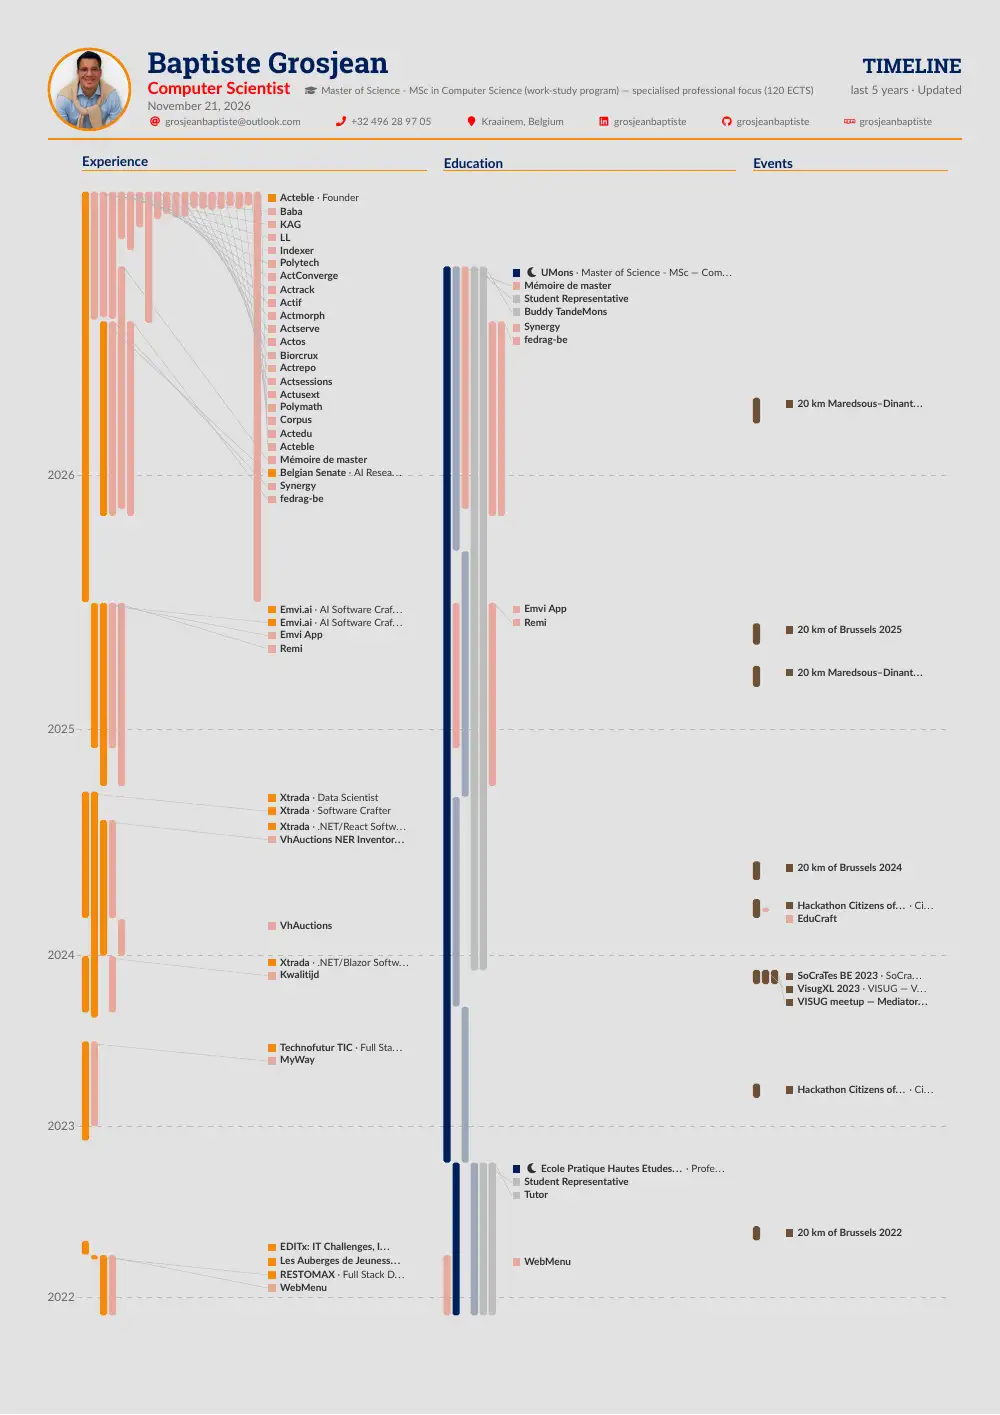 Baptiste Grosjean
TIMELINE
Computer Scientist
Master of Science - MSc in Computer Science (work-study program) — specialised professional focus (120 ECTS)
last 5 years · Updated
November 21, 2026
grosjeanbaptiste@outlook.com
+32 496 28 97 05
Kraainem, Belgium
grosjeanbaptiste
grosjeanbaptiste
grosjeanbaptiste
Experience
Acteble · Founder
Baba
KAG
LL
Indexer
Polytech
ActConverge
Actrack
Actif
Actmorph
Actserve
Actos
Biorcrux
Actrepo
Actsessions
Actusext
Polymath
Corpus
Actedu
Acteble
Mémoire de master
Belgian Senate · AI Resea...
Synergy
fedrag-be
Emvi.ai · AI Software Craf...
Emvi.ai · AI Software Craf...
Emvi App
Remi
Xtrada · Data Scientist
Xtrada · Software Crafter
Xtrada · .NET/React Softw...
VhAuctions NER Inventor...
VhAuctions
Xtrada · .NET/Blazor Softw...
Kwalitijd
Technofutur TIC · Full Sta...
MyWay
EDITx: IT Challenges, I...
Les Auberges de Jeuness...
RESTOMAX · Full Stack D...
WebMenu
Education
UMons · Master of Science - MSc — Com...
Mémoire de master
Student Representative
Buddy TandeMons
Synergy
fedrag-be
Emvi App
Remi
Ecole Pratique Hautes Etudes... · Profe...
Student Representative
Tutor
WebMenu
Events
20 km Maredsous–Dinant...
20 km of Brussels 2025
20 km Maredsous–Dinant...
20 km of Brussels 2024
Hackathon Citizens of... · Ci...
EduCraft
SoCraTes BE 2023 · SoCra...
VisugXL 2023 · VISUG — V...
VISUG meetup — Mediator...
Hackathon Citizens of... · Ci...
20 km of Brussels 2022
2026
2025
2024
2023
2022